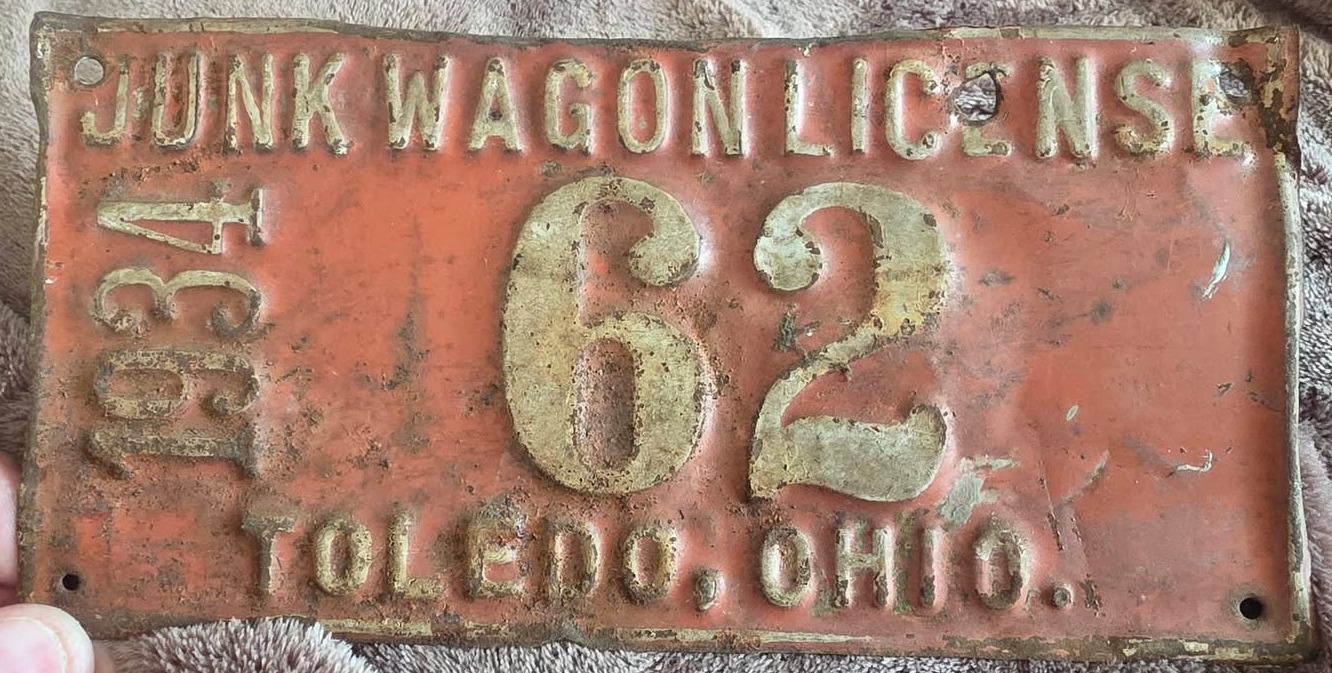 JUNK WAGON LICENSE
1934
62
TOLEDO, OHIO.